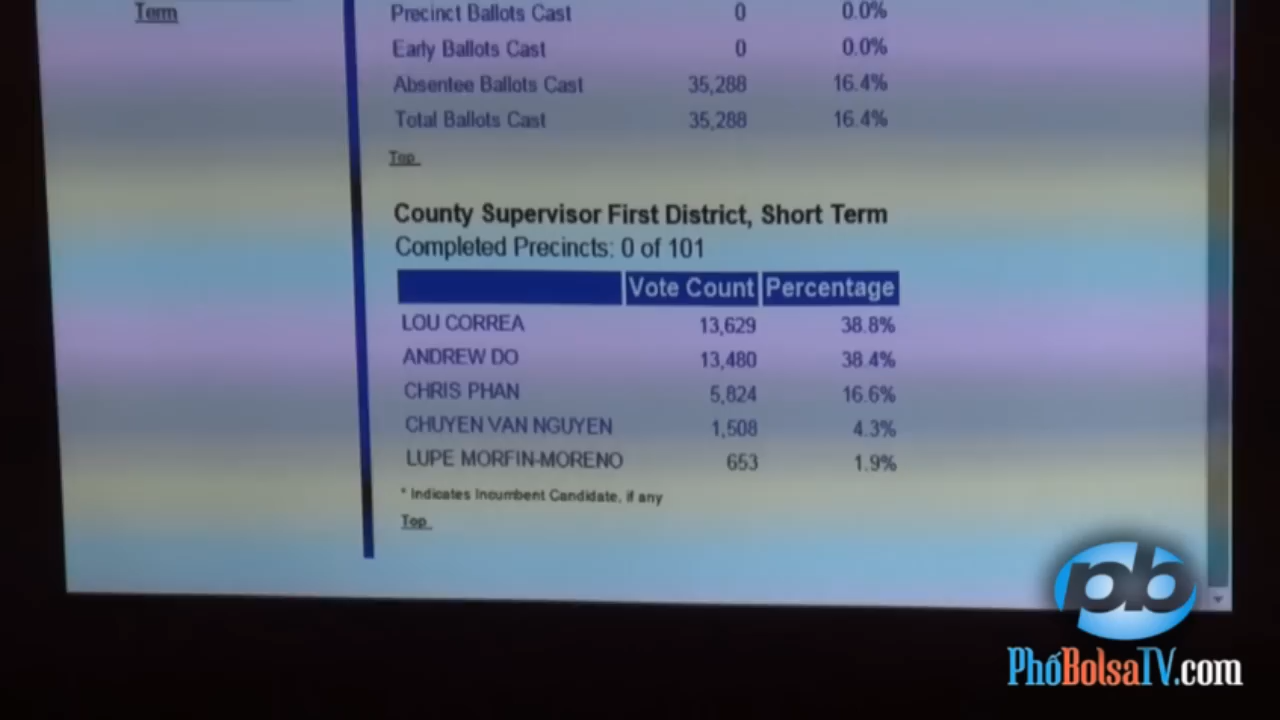 Term
Precinct Ballots Cast 0 0.0%
Early Ballots Cast 0 0.0%
Absentee Ballots Cast 35,288 16.4%
Total Ballots Cast 35,288 16.4%
Top
County Supervisor First District, Short Term
Completed Precincts: 0 of 101
Vote Count Percentage
LOU CORREA 13,629 38.8%
ANDREW DO 13,480 38.4%
CHRIS PHAN 5,824 16.6%
CHUYEN VAN NGUYEN 1,508 4.3%
LUPE MORFIN-MORENO 653 1.9%
* Indicates Incumbent Candidate, if any
Top
pb
PhốBolsaTV.com